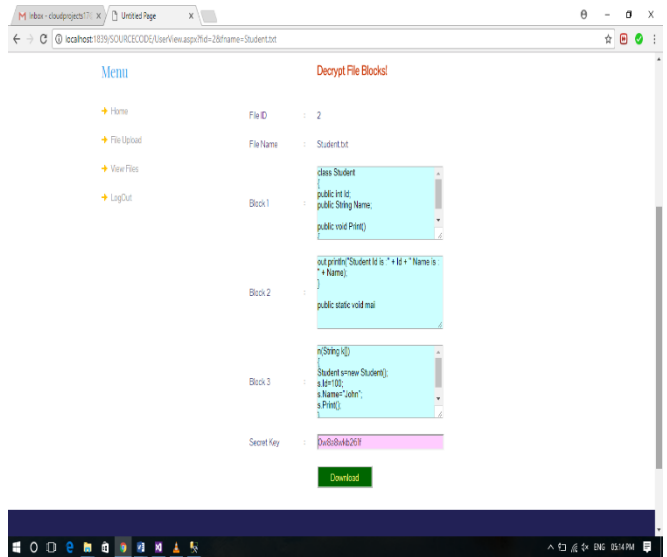 Inbox - cloudprojects17( x
Untitled Page x
localhost:1839/SOURCECODE/UserView.aspx?fid=2&fname=Student.txt
Menu
Home
File Upload
View Files
LogOut
Decrypt File Blocks!
File ID : 2
File Name : Student.txt
Block 1 :
class Student
{
public int Id;
public String Name;
public void Print()
Block 2 :
out.println("Student Id is :" + Id + " Name is :
" + Name);
}
public static void mai
Block 3 :
n(String k[])
{
Student s=new Student();
s.Id=100;
s.Name="John";
s.Print();
Secret Key :
Download
ENG 05:14 PM